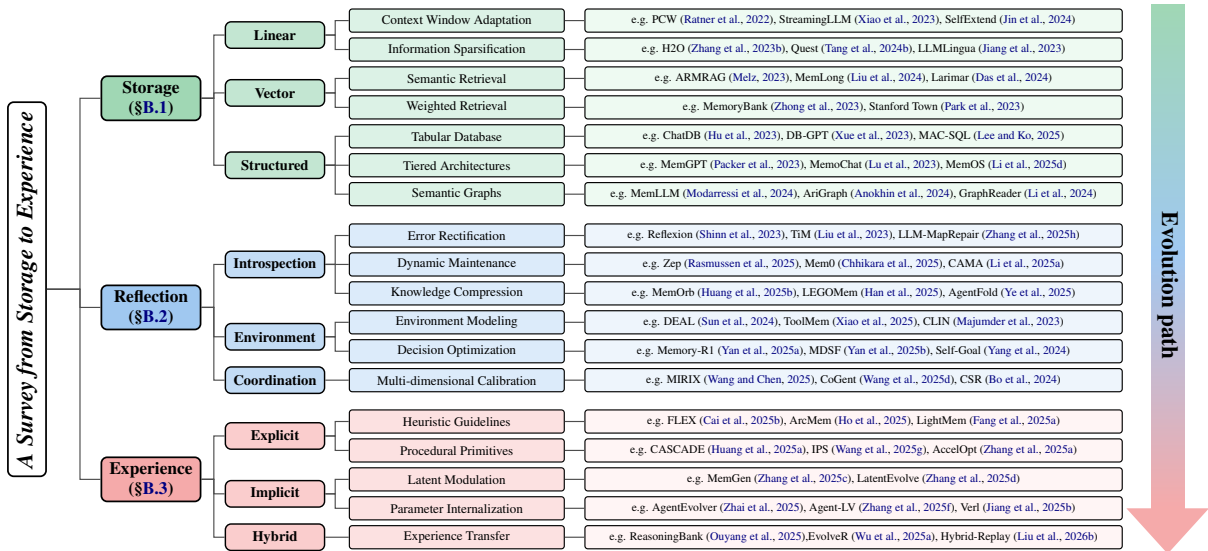 A Survey from Storage to Experience
Storage
(§B.1)
Linear
Context Window Adaptation
e.g. PCW (Ratner et al., 2022), StreamingLLM (Xiao et al., 2023), SelfExtend (Jin et al., 2024)
Information Sparsification
e.g. H2O (Zhang et al., 2023b), Quest (Tang et al., 2024b), LLMLingua (Jiang et al., 2023)
Vector
Semantic Retrieval
e.g. ARMRAG (Melz, 2023), MemLong (Liu et al., 2024), Larimar (Das et al., 2024)
Weighted Retrieval
e.g. MemoryBank (Zhong et al., 2023), Stanford Town (Park et al., 2023)
Structured
Tabular Database
e.g. ChatDB (Hu et al., 2023), DB-GPT (Xue et al., 2023), MAC-SQL (Lee and Ko, 2025)
Tiered Architectures
e.g. MemGPT (Packer et al., 2023), MemoChat (Lu et al., 2023), MemOS (Li et al., 2025d)
Semantic Graphs
e.g. MemLLM (Modarressi et al., 2024), AriGraph (Anokhin et al., 2024), GraphReader (Li et al., 2024)
Reflection
(§B.2)
Introspection
Error Rectification
e.g. Reflexion (Shinn et al., 2023), TiM (Liu et al., 2023), LLM-MapRepair (Zhang et al., 2025h)
Dynamic Maintenance
e.g. Zep (Rasmussen et al., 2025), Mem0 (Chhikara et al., 2025), CAMA (Li et al., 2025a)
Knowledge Compression
e.g. MemOrb (Huang et al., 2025b), LEGOMem (Han et al., 2025), AgentFold (Ye et al., 2025)
Environment
Environment Modeling
e.g. DEAL (Sun et al., 2024), ToolMem (Xiao et al., 2025), CLIN (Majumder et al., 2023)
Decision Optimization
e.g. Memory-R1 (Yan et al., 2025a), MDSF (Yan et al., 2025b), Self-Goal (Yang et al., 2024)
Coordination
Multi-dimensional Calibration
e.g. MIRIX (Wang and Chen, 2025), CoGent (Wang et al., 2025d), CSR (Bo et al., 2024)
Experience
(§B.3)
Explicit
Heuristic Guidelines
e.g. FLEX (Cai et al., 2025b), ArcMem (Ho et al., 2025), LightMem (Fang et al., 2025a)
Procedural Primitives
e.g. CASCADE (Huang et al., 2025a), IPS (Wang et al., 2025g), AccelOpt (Zhang et al., 2025a)
Implicit
Latent Modulation
e.g. MemGen (Zhang et al., 2025c), LatentEvolve (Zhang et al., 2025d)
Parameter Internalization
e.g. AgentEvolver (Zhai et al., 2025), Agent-LV (Zhang et al., 2025f), Verl (Jiang et al., 2025b)
Hybrid
Experience Transfer
e.g. ReasoningBank (Ouyang et al., 2025),EvolveR (Wu et al., 2025a), Hybrid-Replay (Liu et al., 2026b)
Evolution path